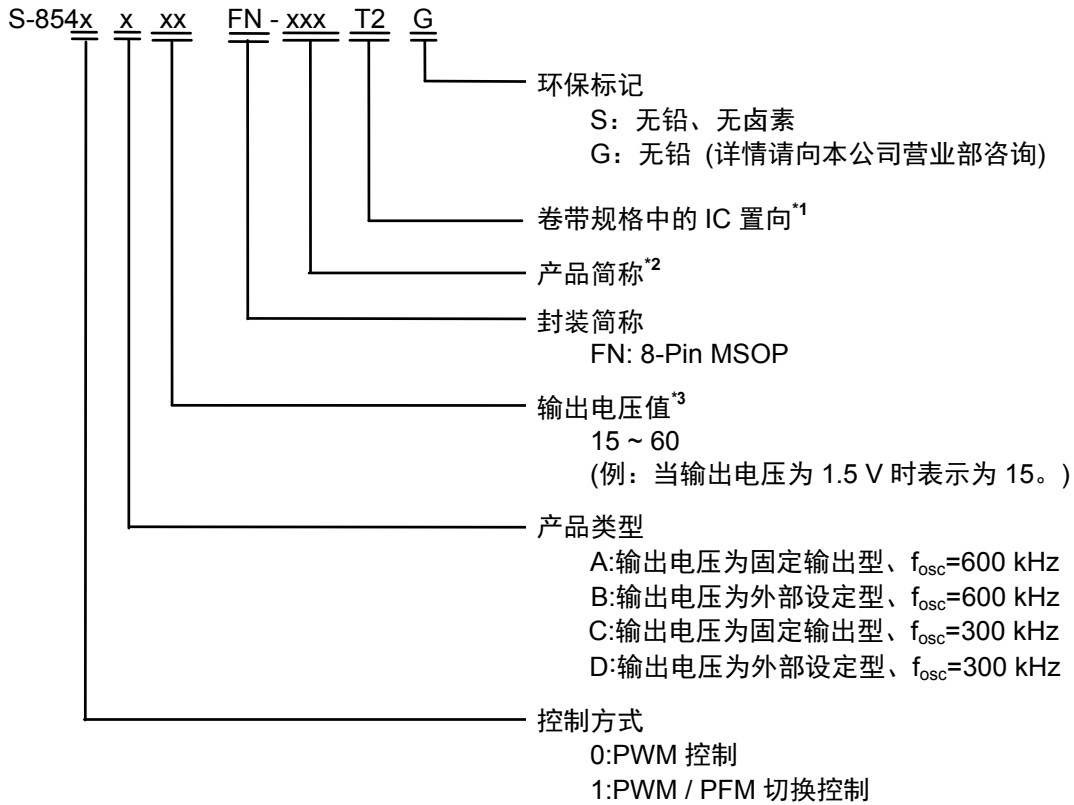 S-854x x xx FN - xxx T2 G
环保标记
S：无铅、无卤素
G：无铅 (详情请向本公司营业部咨询)
卷带规格中的 IC 置向*1
产品简称*2
封装简称
FN: 8-Pin MSOP
输出电压值*3
15 ~ 60
(例：当输出电压为 1.5 V 时表示为 15。)
产品类型
A:输出电压为固定输出型、fosc=600 kHz
B:输出电压为外部设定型、fosc=600 kHz
C:输出电压为固定输出型、fosc=300 kHz
D:输出电压为外部设定型、fosc=300 kHz
控制方式
0:PWM 控制
1:PWM / PFM 切换控制